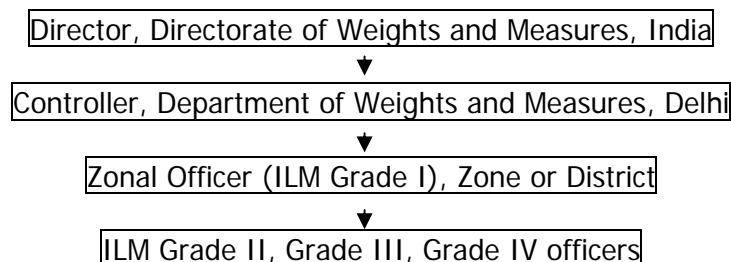 Director, Directorate of Weights and Measures, India
Controller, Department of Weights and Measures, Delhi
Zonal Officer (ILM Grade I), Zone or District
ILM Grade II, Grade III, Grade IV officers